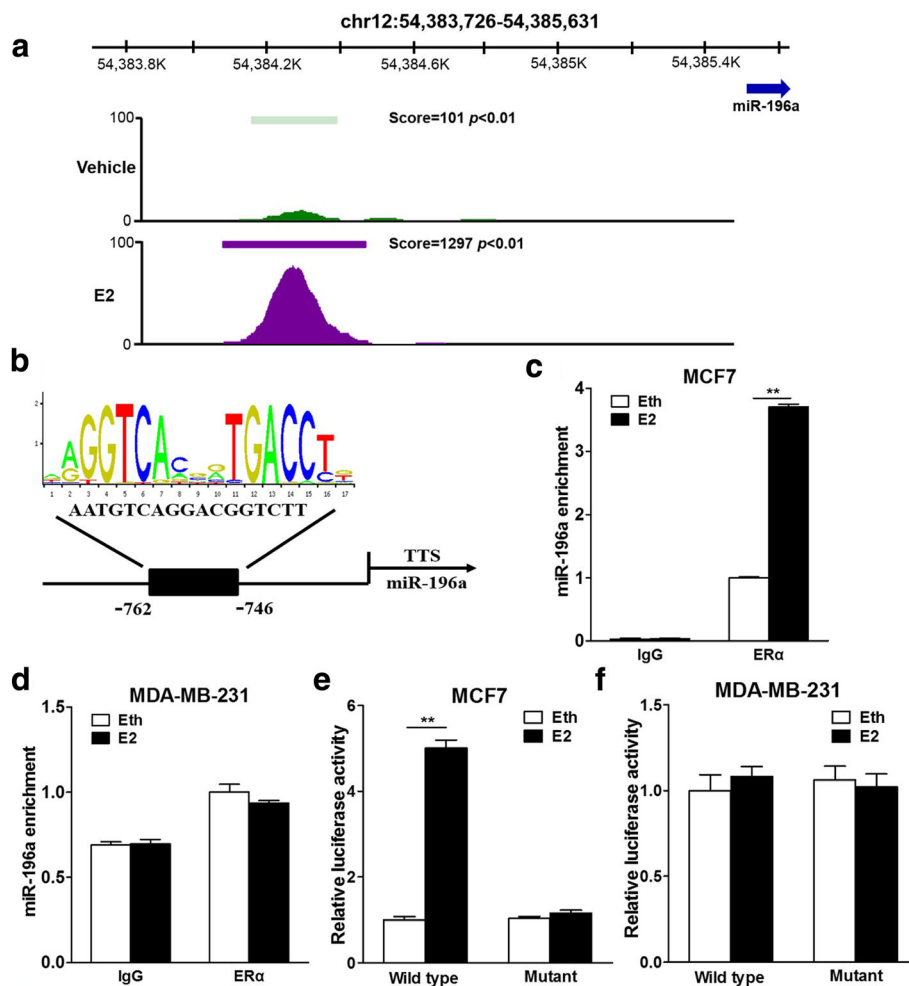 chr12:54,383,726-54,385,631
a
54,383.8K 54,384.2K 54,384.6K 54,385K 54,385.4K
miR-196a
100
Score=101 p<0.01
Vehicle
0
100
Score=1297 p<0.01
E2
0
b
2
1
AGGTCAC TGACCT
1 2 3 4 5 6 7 8 9 10 11 12 13 14 15 16 17
AATGTCAGGACGGTCTT
TTS
miR-196a
-762 -746
c
MCF7
Eth
E2
**
miR-196a enrichment
4
3
2
1
0
IgG ERα
d
MDA-MB-231
Eth
E2
miR-196a enrichment
1.5
1.0
0.5
0.0
IgG ERα
e
MCF7
Eth
E2
**
Relative luciferase activity
6
4
2
0
Wild type Mutant
f
MDA-MB-231
Eth
E2
Relative luciferase activity
1.5
1.0
0.5
0.0
Wild type Mutant